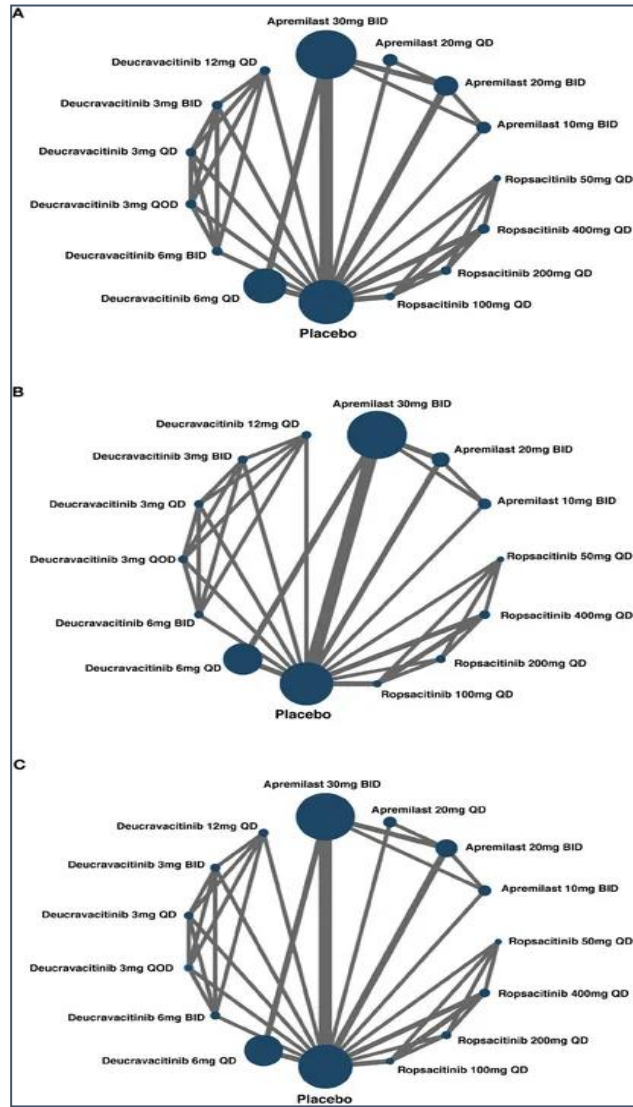 A
Apremilast 30mg BID
Apremilast 20mg QD
Deucravacitinib 12mg QD
Apremilast 20mg BID
Deucravacitinib 3mg BID
Apremilast 10mg BID
Deucravacitinib 3mg QD
Ropsacitinib 50mg QD
Deucravacitinib 3mg QOD
Ropsacitinib 400mg QD
Deucravacitinib 6mg BID
Ropsacitinib 200mg QD
Deucravacitinib 6mg QD
Ropsacitinib 100mg QD
Placebo
B
Apremilast 30mg BID
Deucravacitinib 12mg QD
Apremilast 20mg BID
Deucravacitinib 3mg BID
Deucravacitinib 3mg QD
Apremilast 10mg BID
Deucravacitinib 3mg QOD
Ropsacitinib 50mg QD
Ropsacitinib 400mg QD
Deucravacitinib 6mg BID
Ropsacitinib 200mg QD
Deucravacitinib 6mg QD
Ropsacitinib 100mg QD
Placebo
C
Apremilast 30mg BID
Apremilast 20mg QD
Deucravacitinib 12mg QD
Apremilast 20mg BID
Deucravacitinib 3mg BID
Apremilast 10mg BID
Deucravacitinib 3mg QD
Ropsacitinib 50mg QD
Deucravacitinib 3mg QOD
Ropsacitinib 400mg QD
Deucravacitinib 6mg BID
Ropsacitinib 200mg QD
Deucravacitinib 6mg QD
Ropsacitinib 100mg QD
Placebo